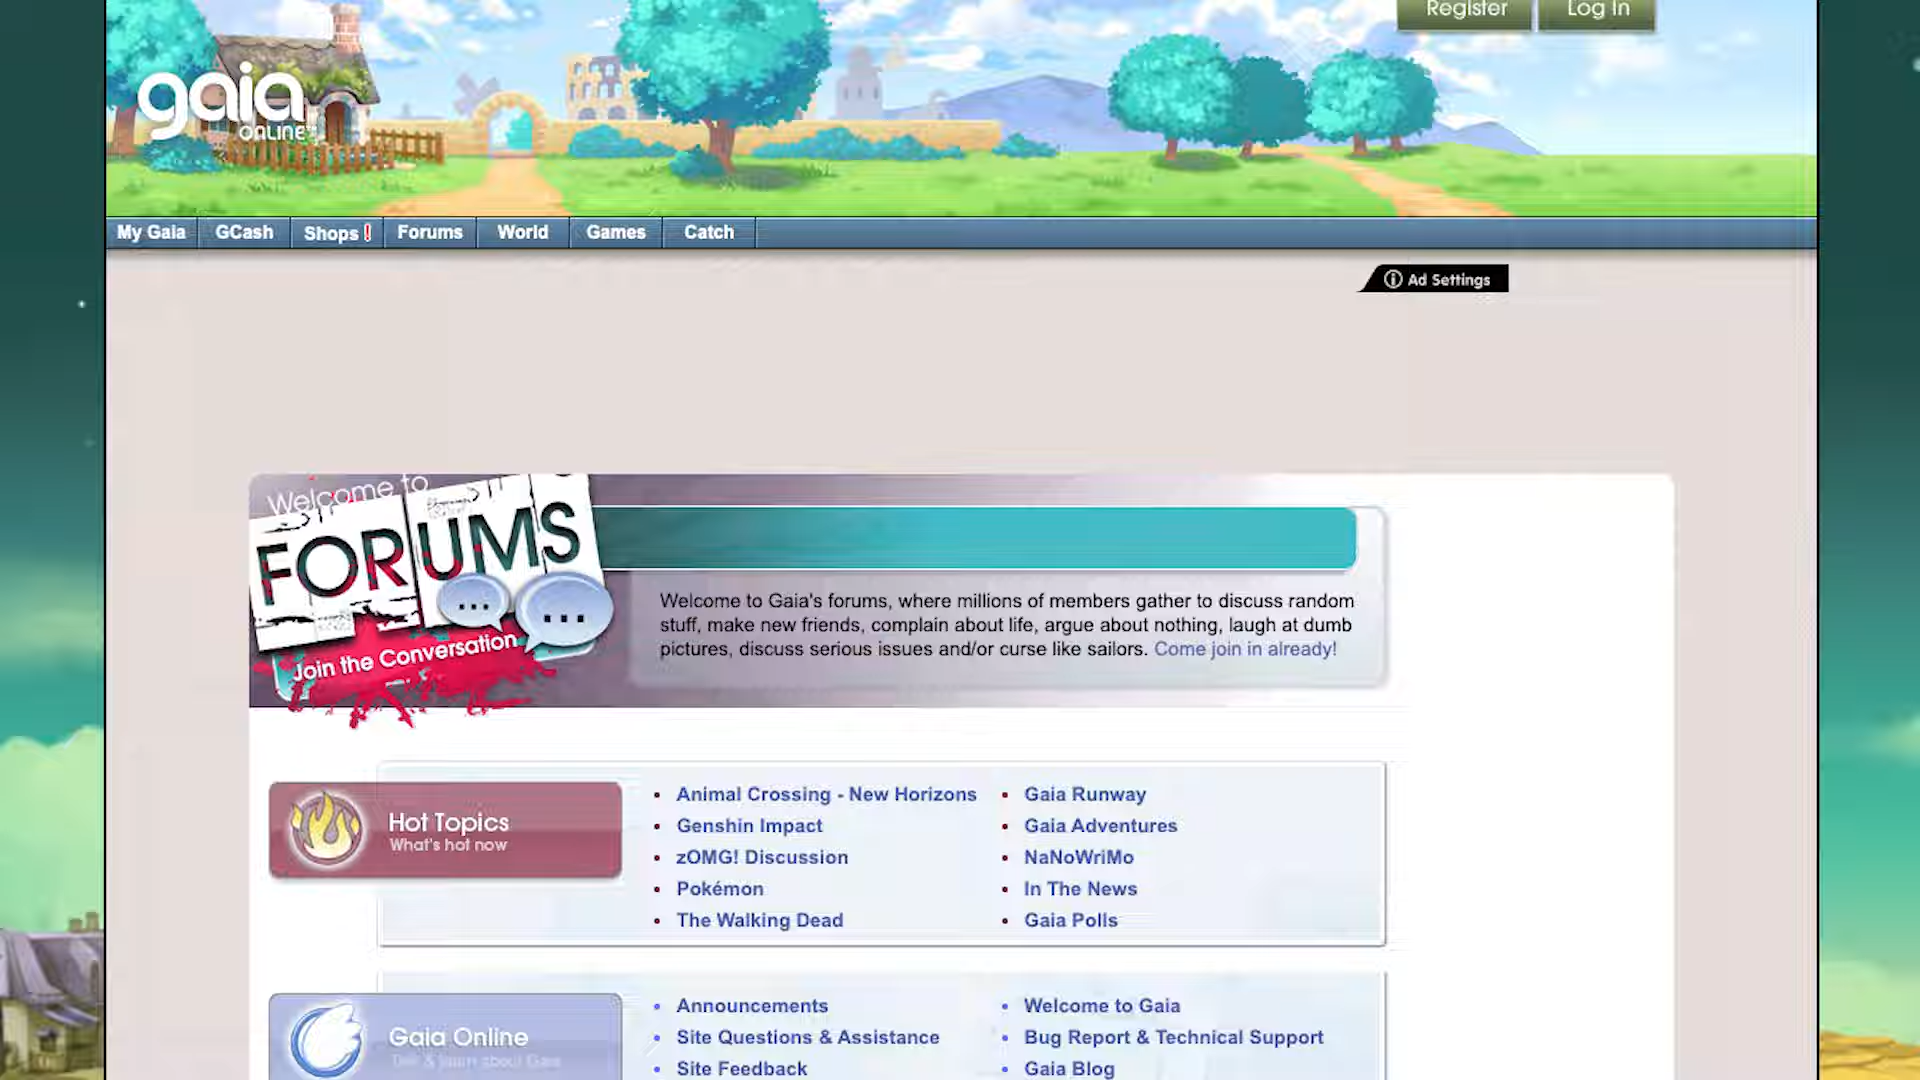 Register
Log In
gaia
ONLINE
My Gaia
GCash
Shops !
Forums
World
Games
Catch
Ad Settings
Welcome to
FORUMS
Join the Conversation
Welcome to Gaia's forums, where millions of members gather to discuss random
stuff, make new friends, complain about life, argue about nothing, laugh at dumb
pictures, discuss serious issues and/or curse like sailors. Come join in already!
Hot Topics
What's hot now
Animal Crossing - New Horizons
Genshin Impact
zOMG! Discussion
Pokémon
The Walking Dead
Gaia Runway
Gaia Adventures
NaNoWriMo
In The News
Gaia Polls
Gaia Online
Talk & learn about Gaia
Announcements
Site Questions & Assistance
Site Feedback
Welcome to Gaia
Bug Report & Technical Support
Gaia Blog